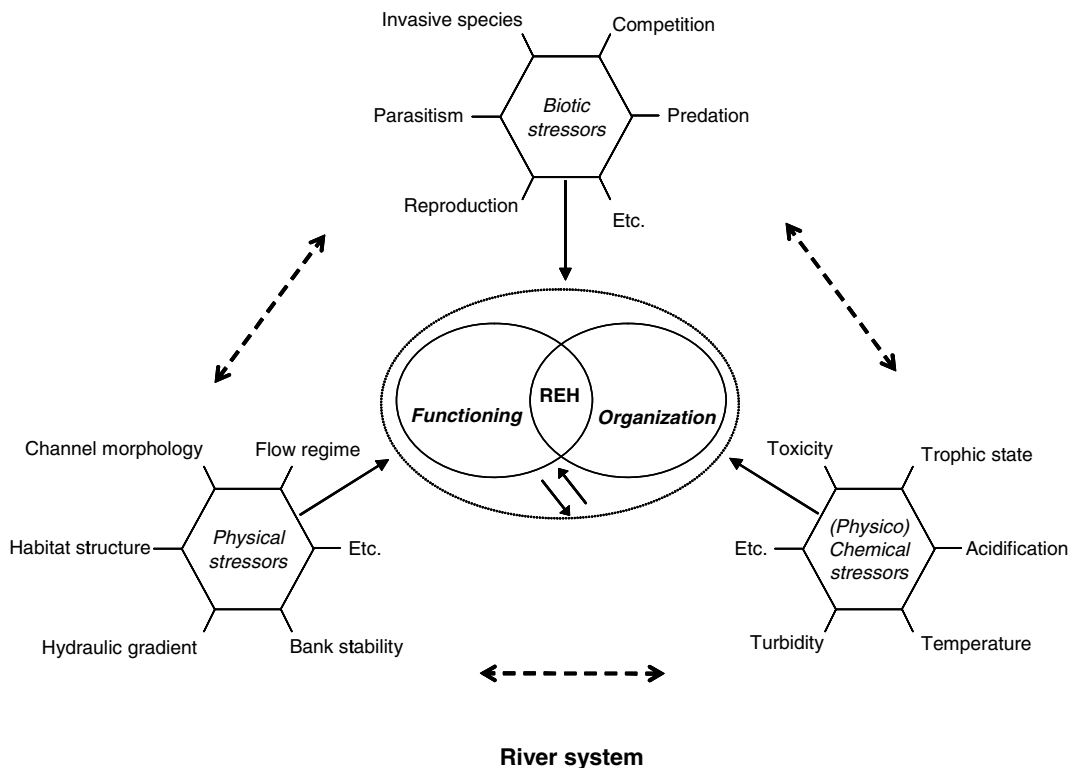 Invasive species
Competition
Parasitism
Biotic
stressors
Predation
Reproduction
Etc.
Functioning
REH
Organization
Channel morphology
Flow regime
Habitat structure
Physical
stressors
Etc.
Hydraulic gradient
Bank stability
Toxicity
Trophic state
Etc.
(Physico)
Chemical
stressors
Acidification
Turbidity
Temperature
River system